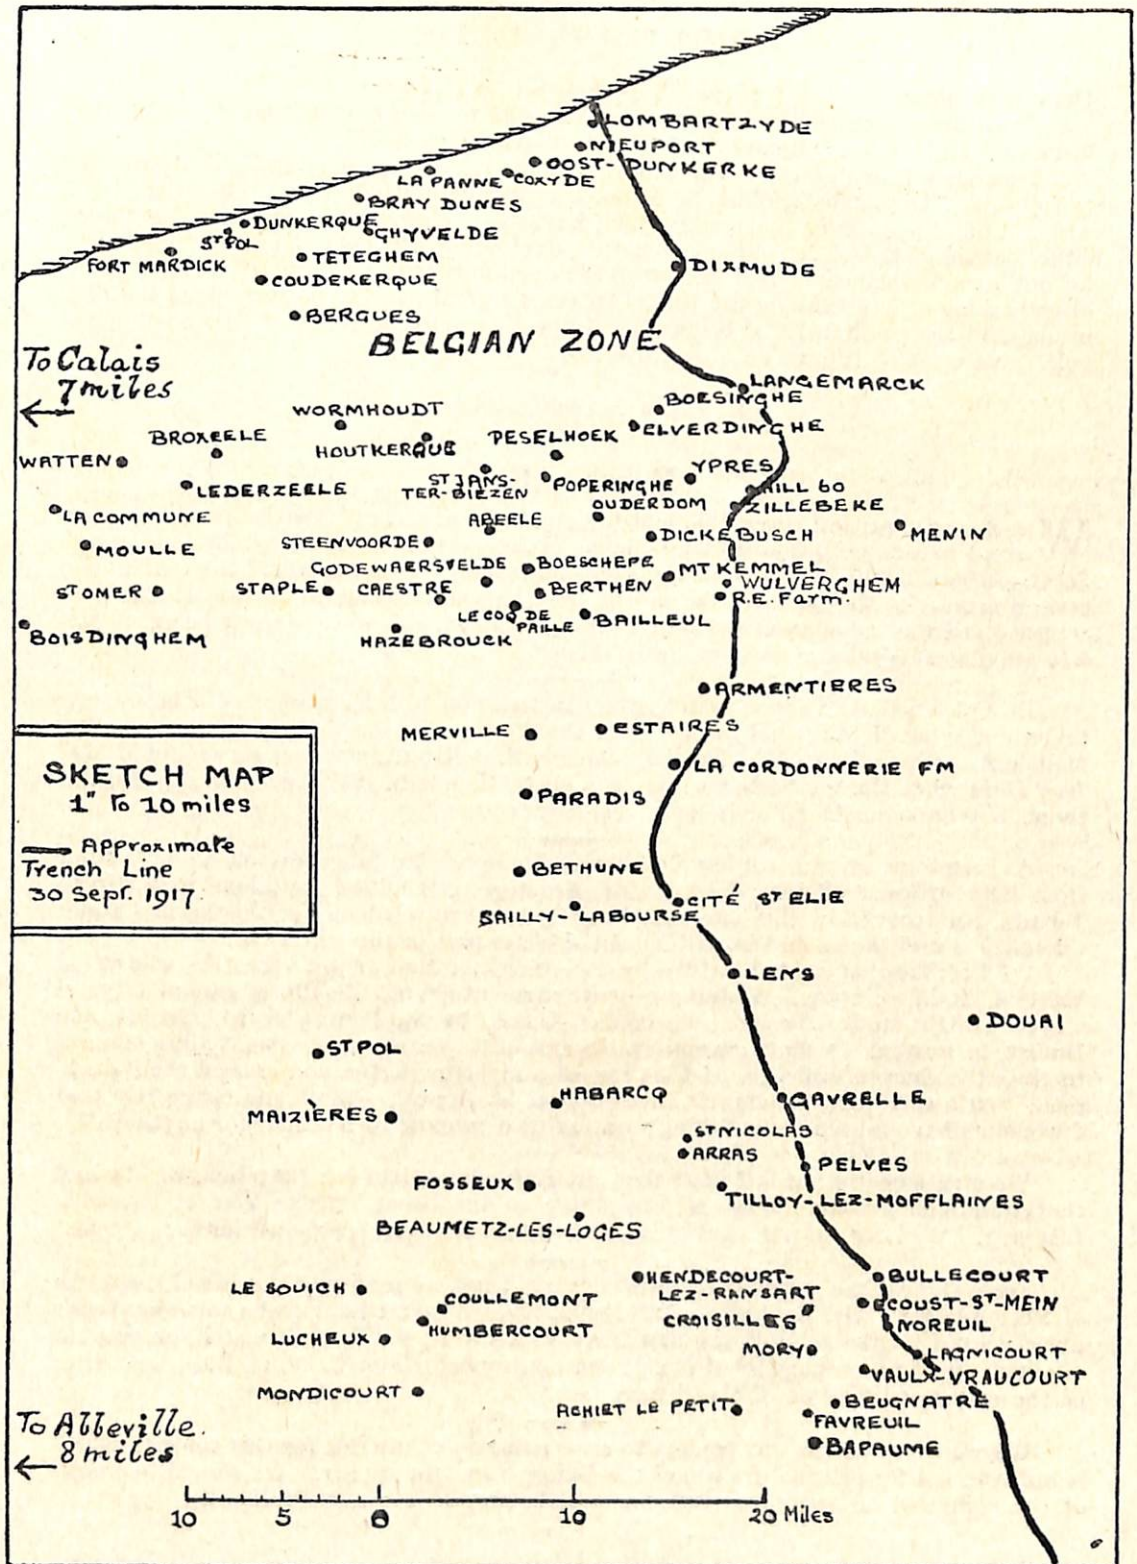 LOMBARTZYDE
NIEUPORT
OOST-DUNKERKE
LA PANNE
COXYDE
BRAY DUNES
DUNKERQUE
ST POL
GHYVELDE
FORT MARDICK
TETEGHEM
COUDEKERQUE
DIXMUDE
BERGUES
BELGIAN ZONE
To Calais
7 miles
LANGEMARCK
BOESINGHE
WORMHOUDT
ELVERDINGHE
BROXEELE
HOUTKERQUE
PESELHOEK
WATTEN
YPRES
ST JANS-
TER-BIEZEN
POPERINGHE
HILL 60
LEDERZEELE
OUDERDOM
ZILLEBEKE
LA COMMUNE
ABEELE
MENIN
DICKEBUSCH
MOULLE
STEENVOORDE
GODEWAERSVELDE
BOESCHEPE
MT KEMMEL
WULVERGHEM
ST OMER
STAPLE
CAESTRE
BERTHEN
R.E. Farm.
LE COQ DE
PAILLE
BAILLEUL
BOISDINGHEM
HAZEBROUCK
ARMENTIERES
MERVILLE
ESTAIRES
LA CORDONNERIE FM
PARADIS
SKETCH MAP
1" to 10 miles
Approximate
Trench Line
30 Sept. 1917.
BETHUNE
CITÉ ST ELIE
SAILLY-LABOURSE
LENS
DOUAI
ST POL
HABARCQ
GAVRELLE
MAIZIÈRES
ST NICOLAS
ARRAS
PELVES
FOSSEUX
TILLOY-LEZ-MOFFLAINES
BEAUMETZ-LES-LOGES
HENDECOURT-
LEZ-RANSART
BULLECOURT
LE SOUICH
COULLEMONT
ECOUST-ST-MEIN
CROISILLES
NOREUIL
HUMBERCOURT
LUCHEUX
MORY
LAGNICOURT
VAULX-VRAUCOURT
MONDICOURT
ACHIET LE PETIT
BEUGNATRE
FAVREUIL
BAPAUME
To Abbeville.
8 miles
10 5 0 10 20 Miles